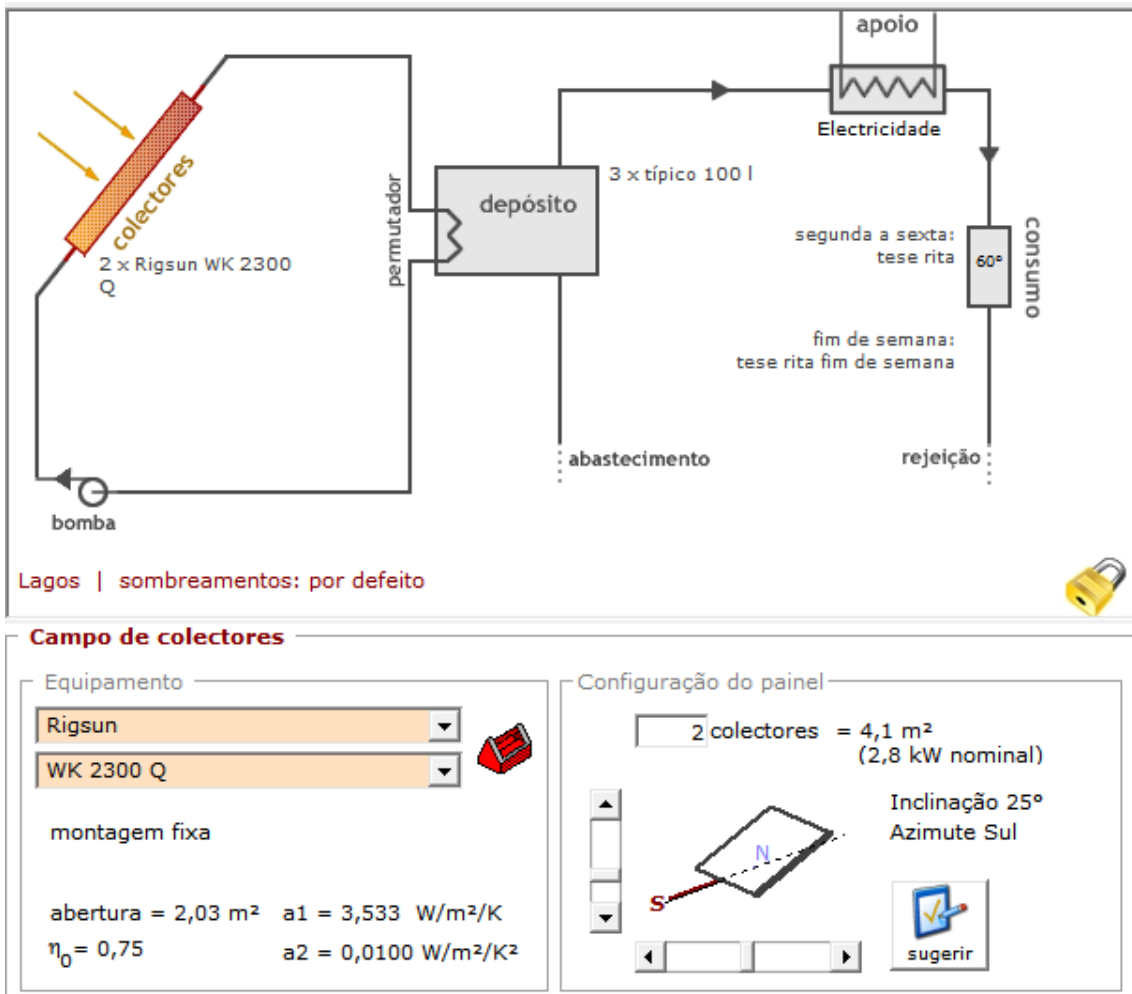 apoio
Electricidade
colectores
2 x Rigsun WK 2300
Q
permutador
depósito
3 x típico 100 l
segunda a sexta:
tese rita
60°
consumo
fim de semana:
tese rita fim de semana
abastecimento
rejeição
bomba
Lagos | sombreamentos: por defeito
Campo de colectores
Equipamento
Rigsun
WK 2300 Q
montagem fixa
abertura = 2,03 m² a1 = 3,533 W/m²/K
η0= 0,75 a2 = 0,0100 W/m²/K²
Configuração do painel
2 colectores = 4,1 m²
(2,8 kW nominal)
Inclinação 25°
Azimute Sul
N
S
sugerir